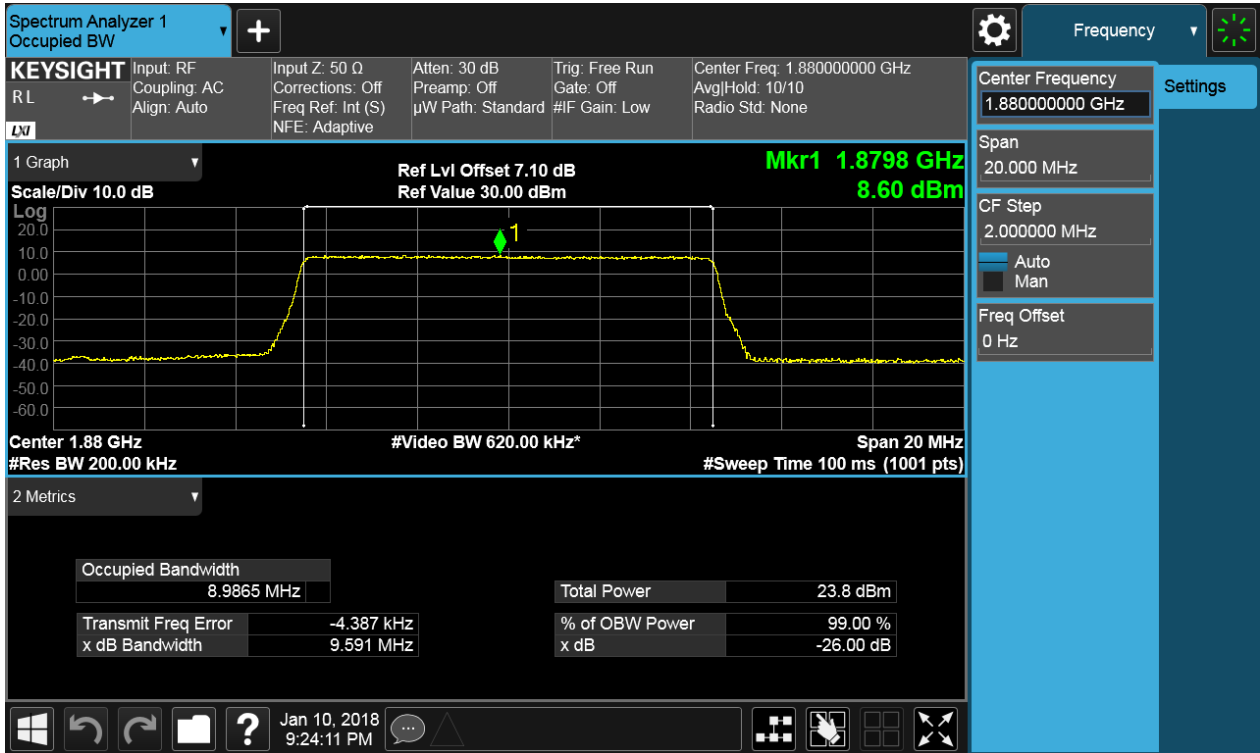 Spectrum Analyzer 1
Occupied BW
+
Frequency
KEYSIGHT
R L
LXI
Input: RF
Coupling: AC
Align: Auto
Input Z: 50 Ω
Corrections: Off
Freq Ref: Int (S)
NFE: Adaptive
Atten: 30 dB
Preamp: Off
µW Path: Standard
Trig: Free Run
Gate: Off
#IF Gain: Low
Center Freq: 1.880000000 GHz
Avg|Hold: 10/10
Radio Std: None
Center Frequency
1.880000000 GHz
Settings
Span
20.000 MHz
CF Step
2.000000 MHz
Auto
Man
Freq Offset
0 Hz
1 Graph
Scale/Div 10.0 dB
Ref Lvl Offset 7.10 dB
Ref Value 30.00 dBm
Mkr1 1.8798 GHz
8.60 dBm
Log
20.0
10.0
0.00
-10.0
-20.0
-30.0
-40.0
-50.0
-60.0
1
Center 1.88 GHz
#Video BW 620.00 kHz*
Span 20 MHz
#Res BW 200.00 kHz
#Sweep Time 100 ms (1001 pts)
2 Metrics
Occupied Bandwidth
8.9865 MHz
Total Power 23.8 dBm
Transmit Freq Error -4.387 kHz
% of OBW Power 99.00 %
x dB Bandwidth 9.591 MHz
x dB -26.00 dB
?
Jan 10, 2018
9:24:11 PM